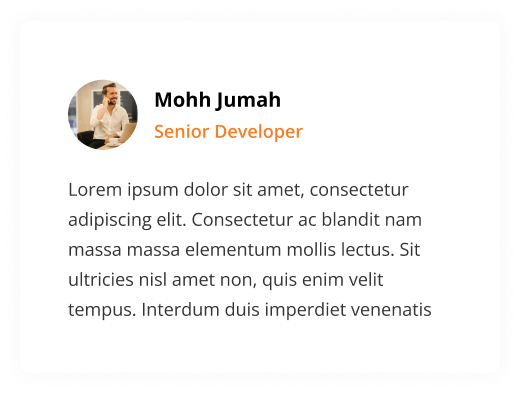 Mohh Jumah
Senior Developer
Lorem ipsum dolor sit amet, consectetur
adipiscing elit. Consectetur ac blandit nam
massa massa elementum mollis lectus. Sit
ultricies nisl amet non, quis enim velit
tempus. Interdum duis imperdiet venenatis